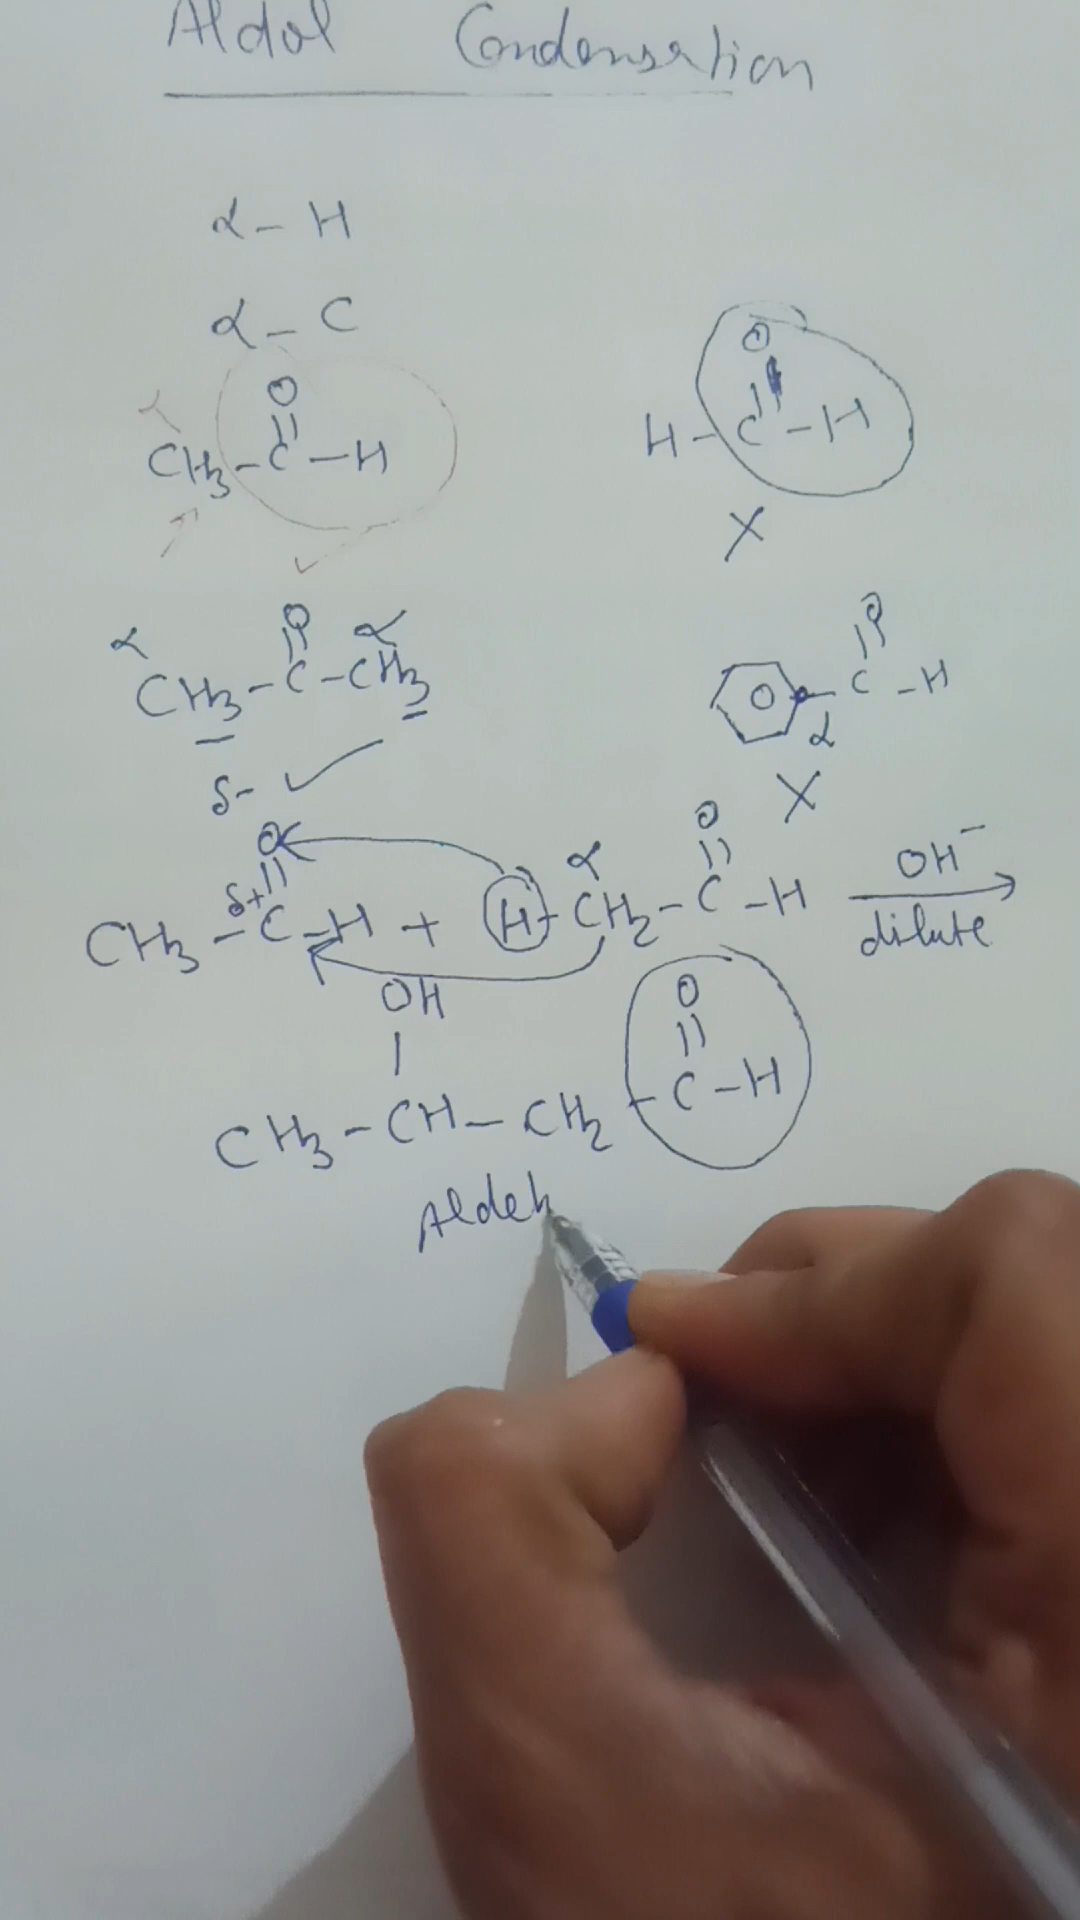 Aldol Condensation
α - H
α - C
O
||
CH3 - C - H
α
O
||
H - C - H
X
α O α
||
CH3 - C - CH3
O
||
C - H
α
X
δ-
O
||
δ+
CH3 - C - H + H - CH2 - C - H
α O
||
OH-
dilute
OH O
| ||
CH3 - CH - CH2 - C - H
Aldeh